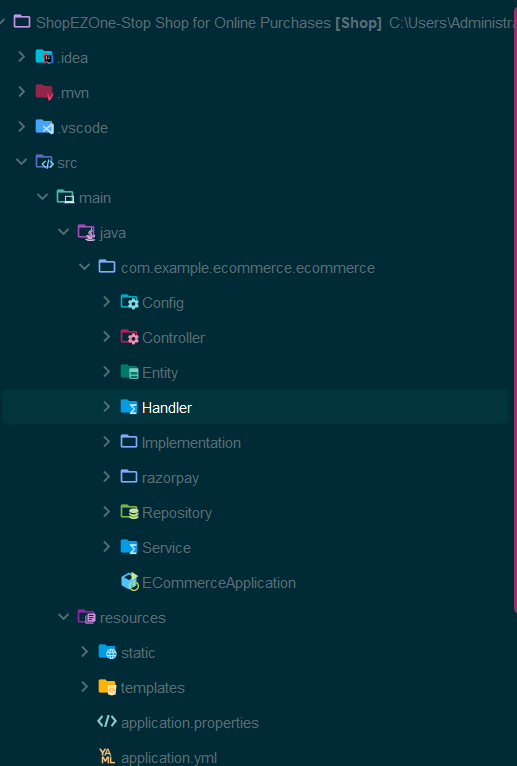 ShopEZOne-Stop Shop for Online Purchases [Shop] C:\Users\Administra
.idea
.mvn
.vscode
src
main
java
com.example.ecommerce.ecommerce
Config
Controller
Entity
Handler
Implementation
razorpay
Repository
Service
ECommerceApplication
resources
static
templates
application.properties
YAML application.yml